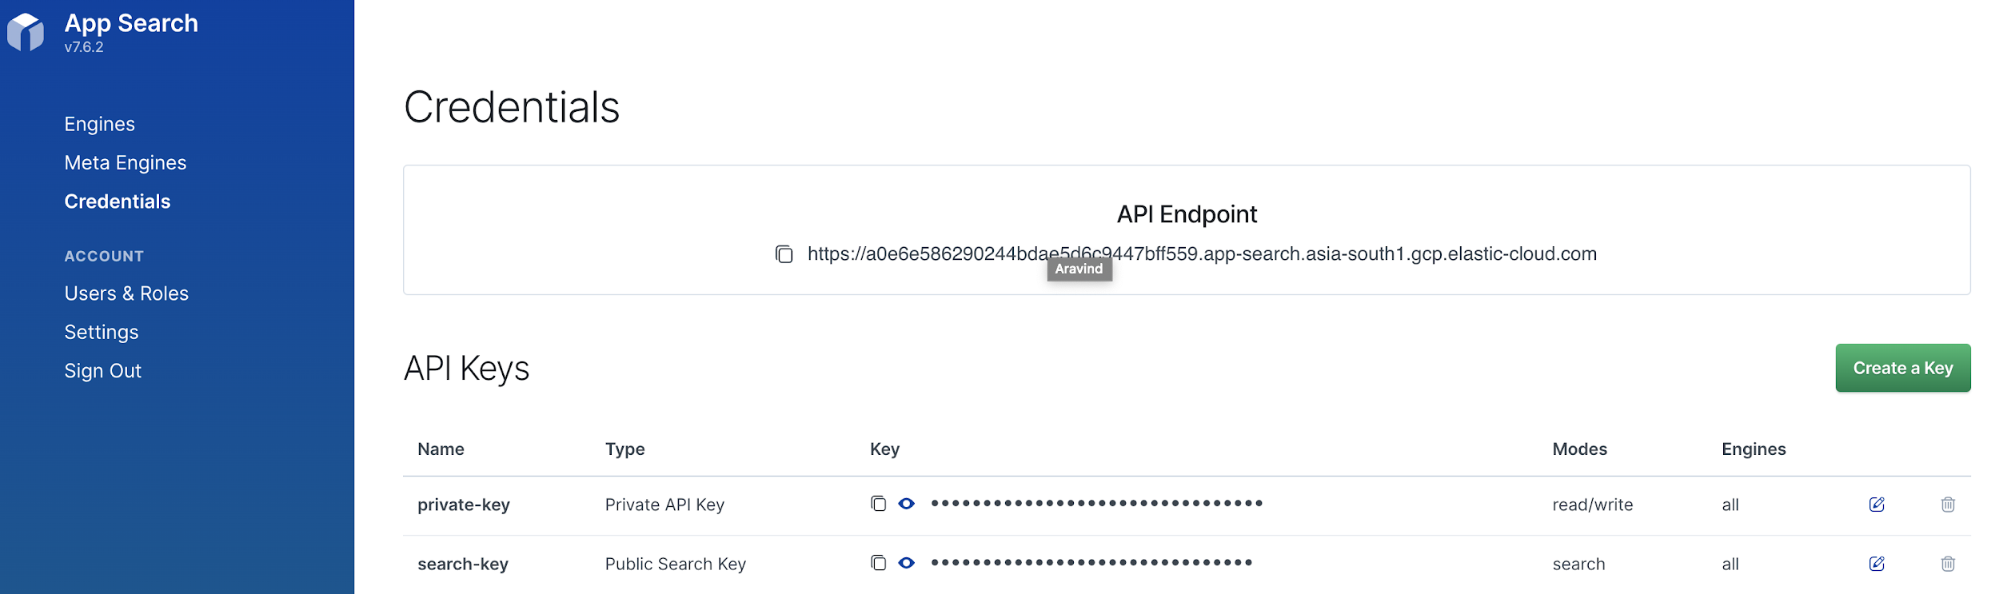 App Search
v7.6.2
Engines
Meta Engines
Credentials
ACCOUNT
Users & Roles
Settings
Sign Out
Credentials
API Endpoint
https://a0e6e586290244bdae5d6c9447bff559.app-search.asia-south1.gcp.elastic-cloud.com
Aravind
API Keys
Create a Key
Name Type Key Modes Engines
private-key Private API Key •••••••••••••••••••••••••••••••• read/write all
search-key Public Search Key ••••••••••••••••••••••••••••••• search all